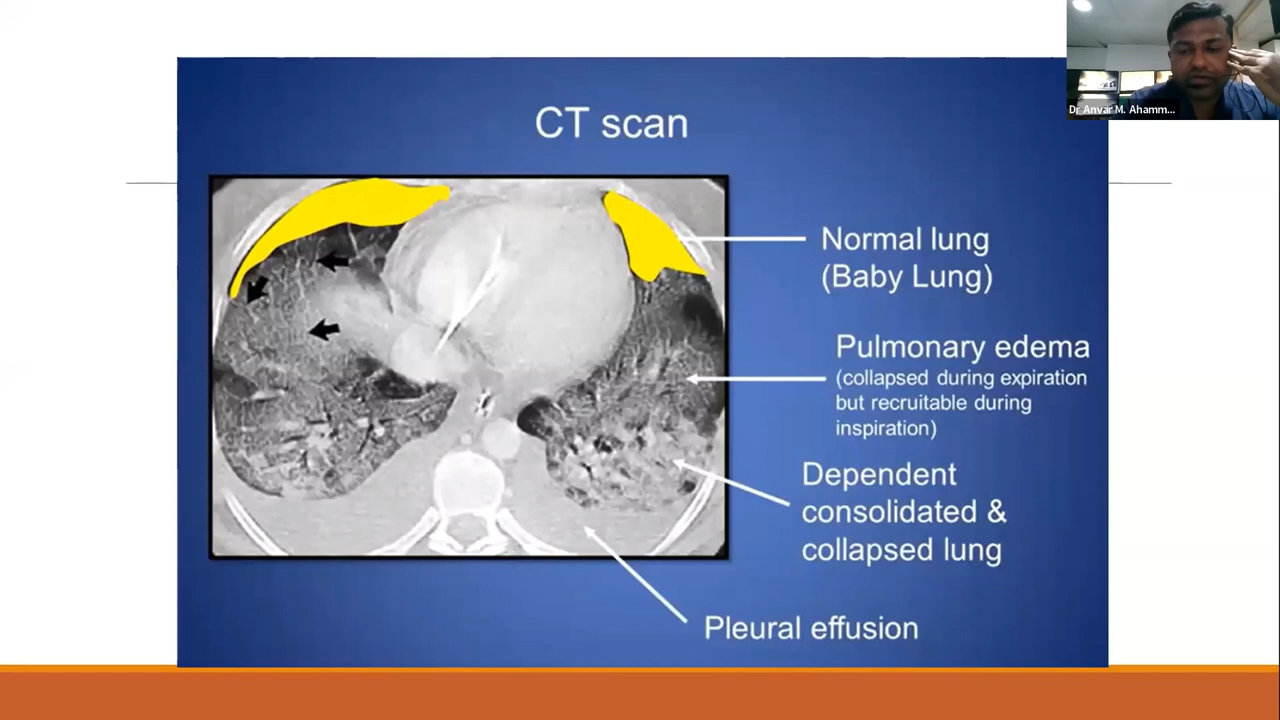 Dr Anvar M. Ahamm...
CT scan
Normal lung
(Baby Lung)
Pulmonary edema
(collapsed during expiration
but recruitable during
inspiration)
Dependent
consolidated &
collapsed lung
Pleural effusion